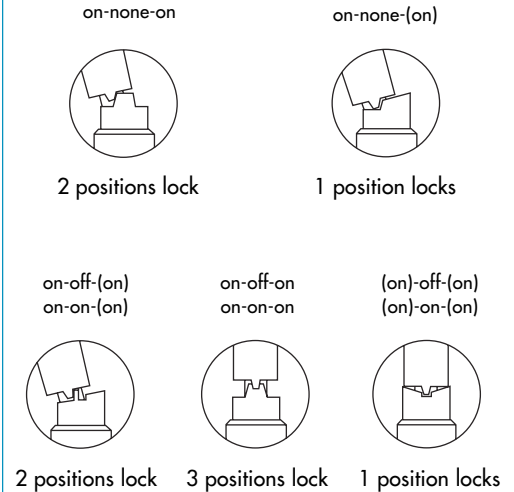 on-none-on
on-none-(on)
2 positions lock
1 position locks
on-off-(on)
on-on-(on)
on-off-on
on-on-on
(on)-off-(on)
(on)-on-(on)
2 positions lock
3 positions lock
1 position locks